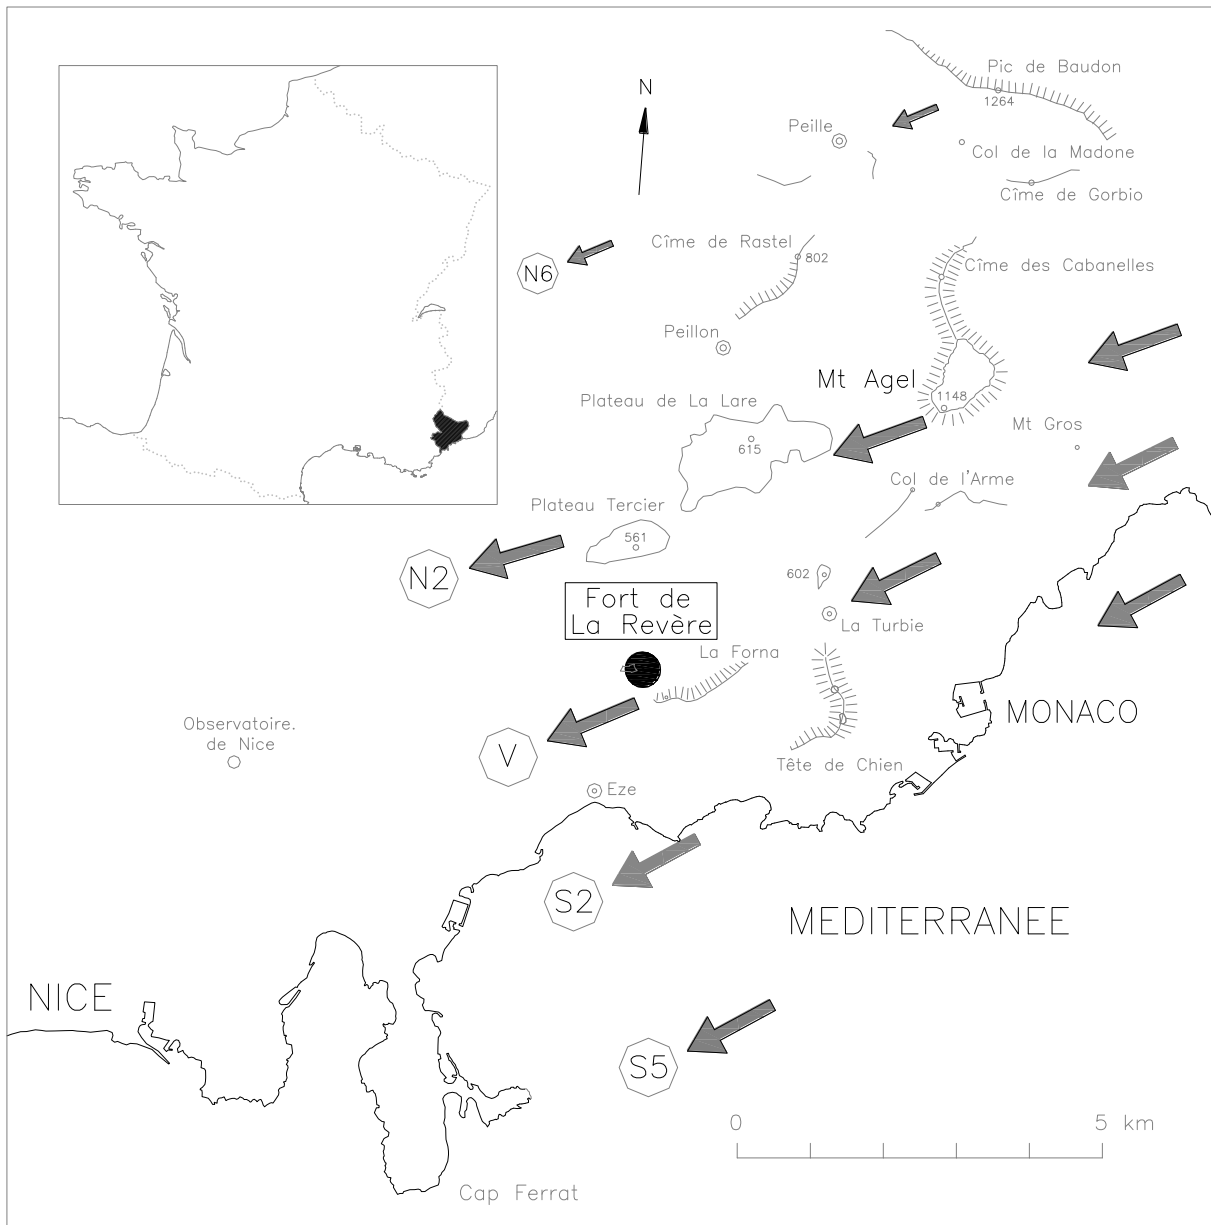 Pic de Baudon
1264
N
Peille
Col de la Madone
Cîme de Gorbio
Cîme de Rastel
802
N6
Cîme des Cabanelles
Peillon
Mt Agel
1148
Plateau de La Lare
615
Mt Gros
Col de l'Arme
Plateau Tercier
561
N2
602
Fort de
La Revère
La Turbie
La Forna
MONACO
Observatoire.
de Nice
V
Tête de Chien
Eze
S2
MEDITERRANEE
NICE
S5
0
5 km
Cap Ferrat